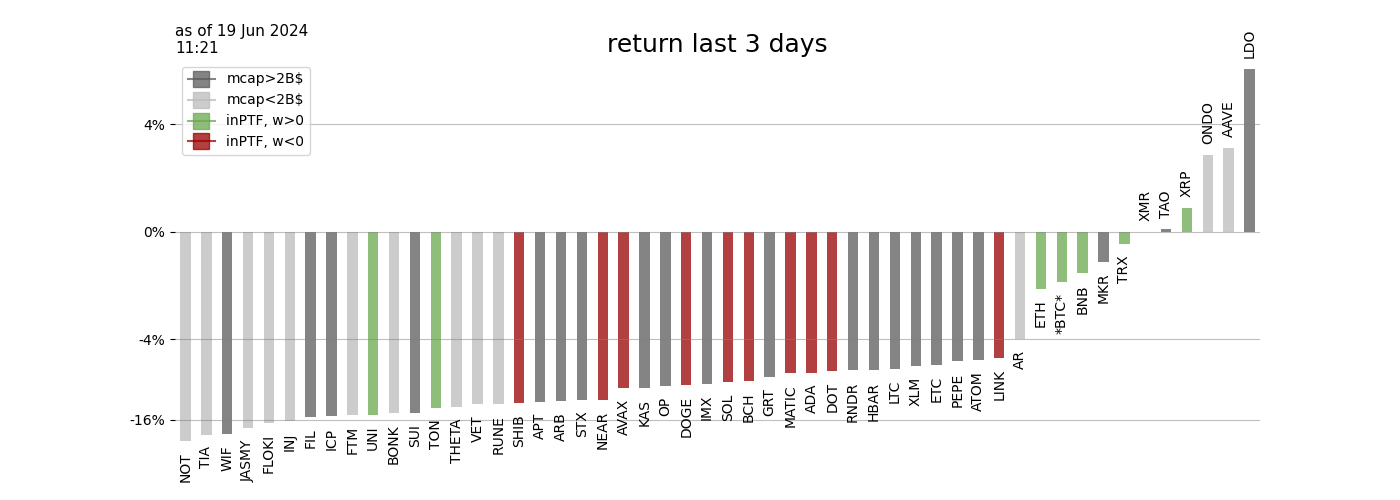 as of 19 Jun 2024
11:21
return last 3 days
mcap>2B$
mcap<2B$
inPTF, w>0
inPTF, w<0
4%
0%
-4%
-16%
NOT
TIA
WIF
JASMY
FLOKI
INJ
FIL
ICP
FTM
UNI
BONK
SUI
TON
THETA
VET
RUNE
SHIB
APT
ARB
STX
NEAR
AVAX
KAS
OP
DOGE
IMX
SOL
BCH
GRT
MATIC
ADA
DOT
RNDR
HBAR
LTC
XLM
ETC
PEPE
ATOM
LINK
AR
ETH
*BTC*
BNB
MKR
TRX
XMR
TAO
XRP
ONDO
AAVE
LDO